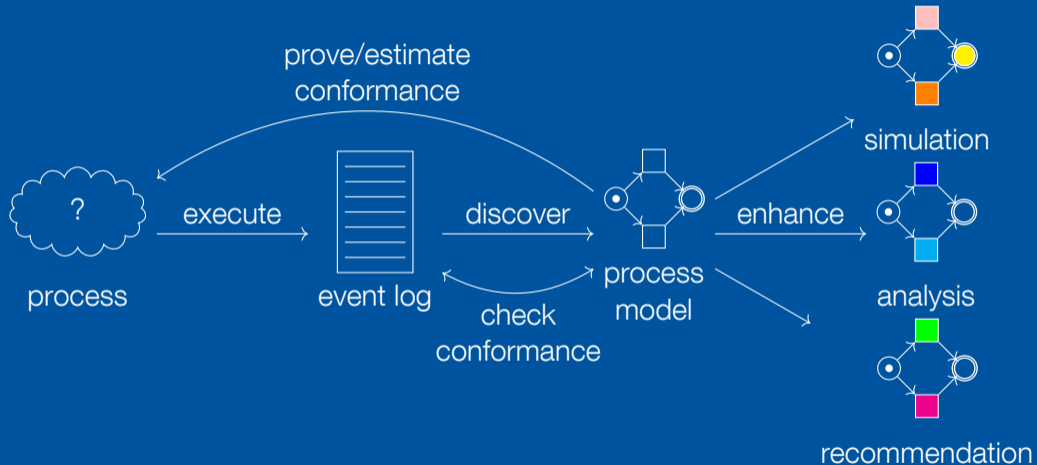 prove/estimate
conformance
simulation
?
execute
discover
enhance
process
event log
process
model
analysis
check
conformance
recommendation